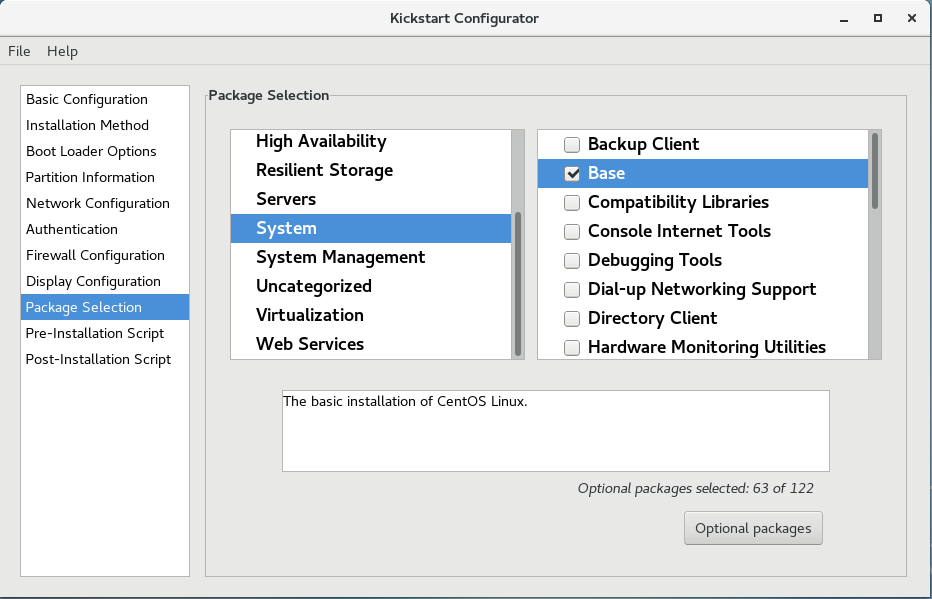 Kickstart Configurator
File Help
Basic Configuration
Installation Method
Boot Loader Options
Partition Information
Network Configuration
Authentication
Firewall Configuration
Display Configuration
Package Selection
Pre-Installation Script
Post-Installation Script
Package Selection
High Availability
Resilient Storage
Servers
System
System Management
Uncategorized
Virtualization
Web Services
Backup Client
Base
Compatibility Libraries
Console Internet Tools
Debugging Tools
Dial-up Networking Support
Directory Client
Hardware Monitoring Utilities
The basic installation of CentOS Linux.
Optional packages selected: 63 of 122
Optional packages